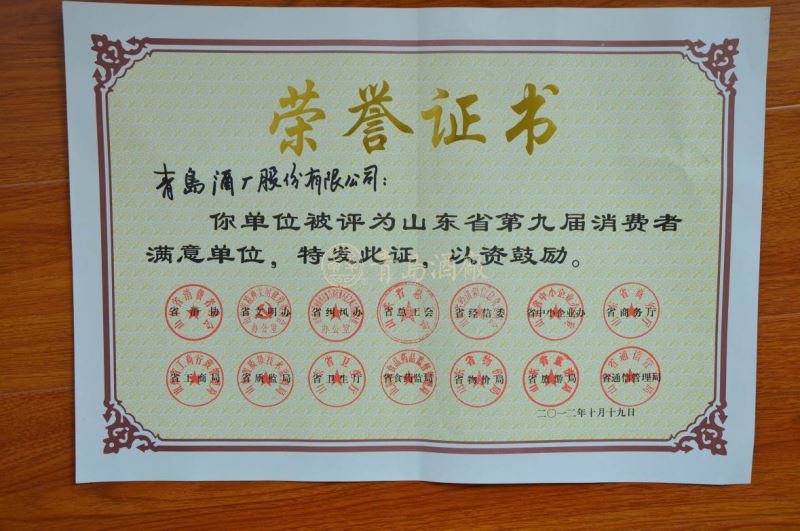 荣誉证书
青島酒厂股份有限公司：
你单位被评为山东省第九届消费者
满意单位，特发此证，以资鼓励。
青島酒廠
省消协 省文明办 省纠风办 省总工会 省经信委 省中小企业办 省商务厅
省工商局 省质监局 省卫生厅 省食药监局 省物价局 省旅游局 省通信管理局
二〇一二年十月十九日